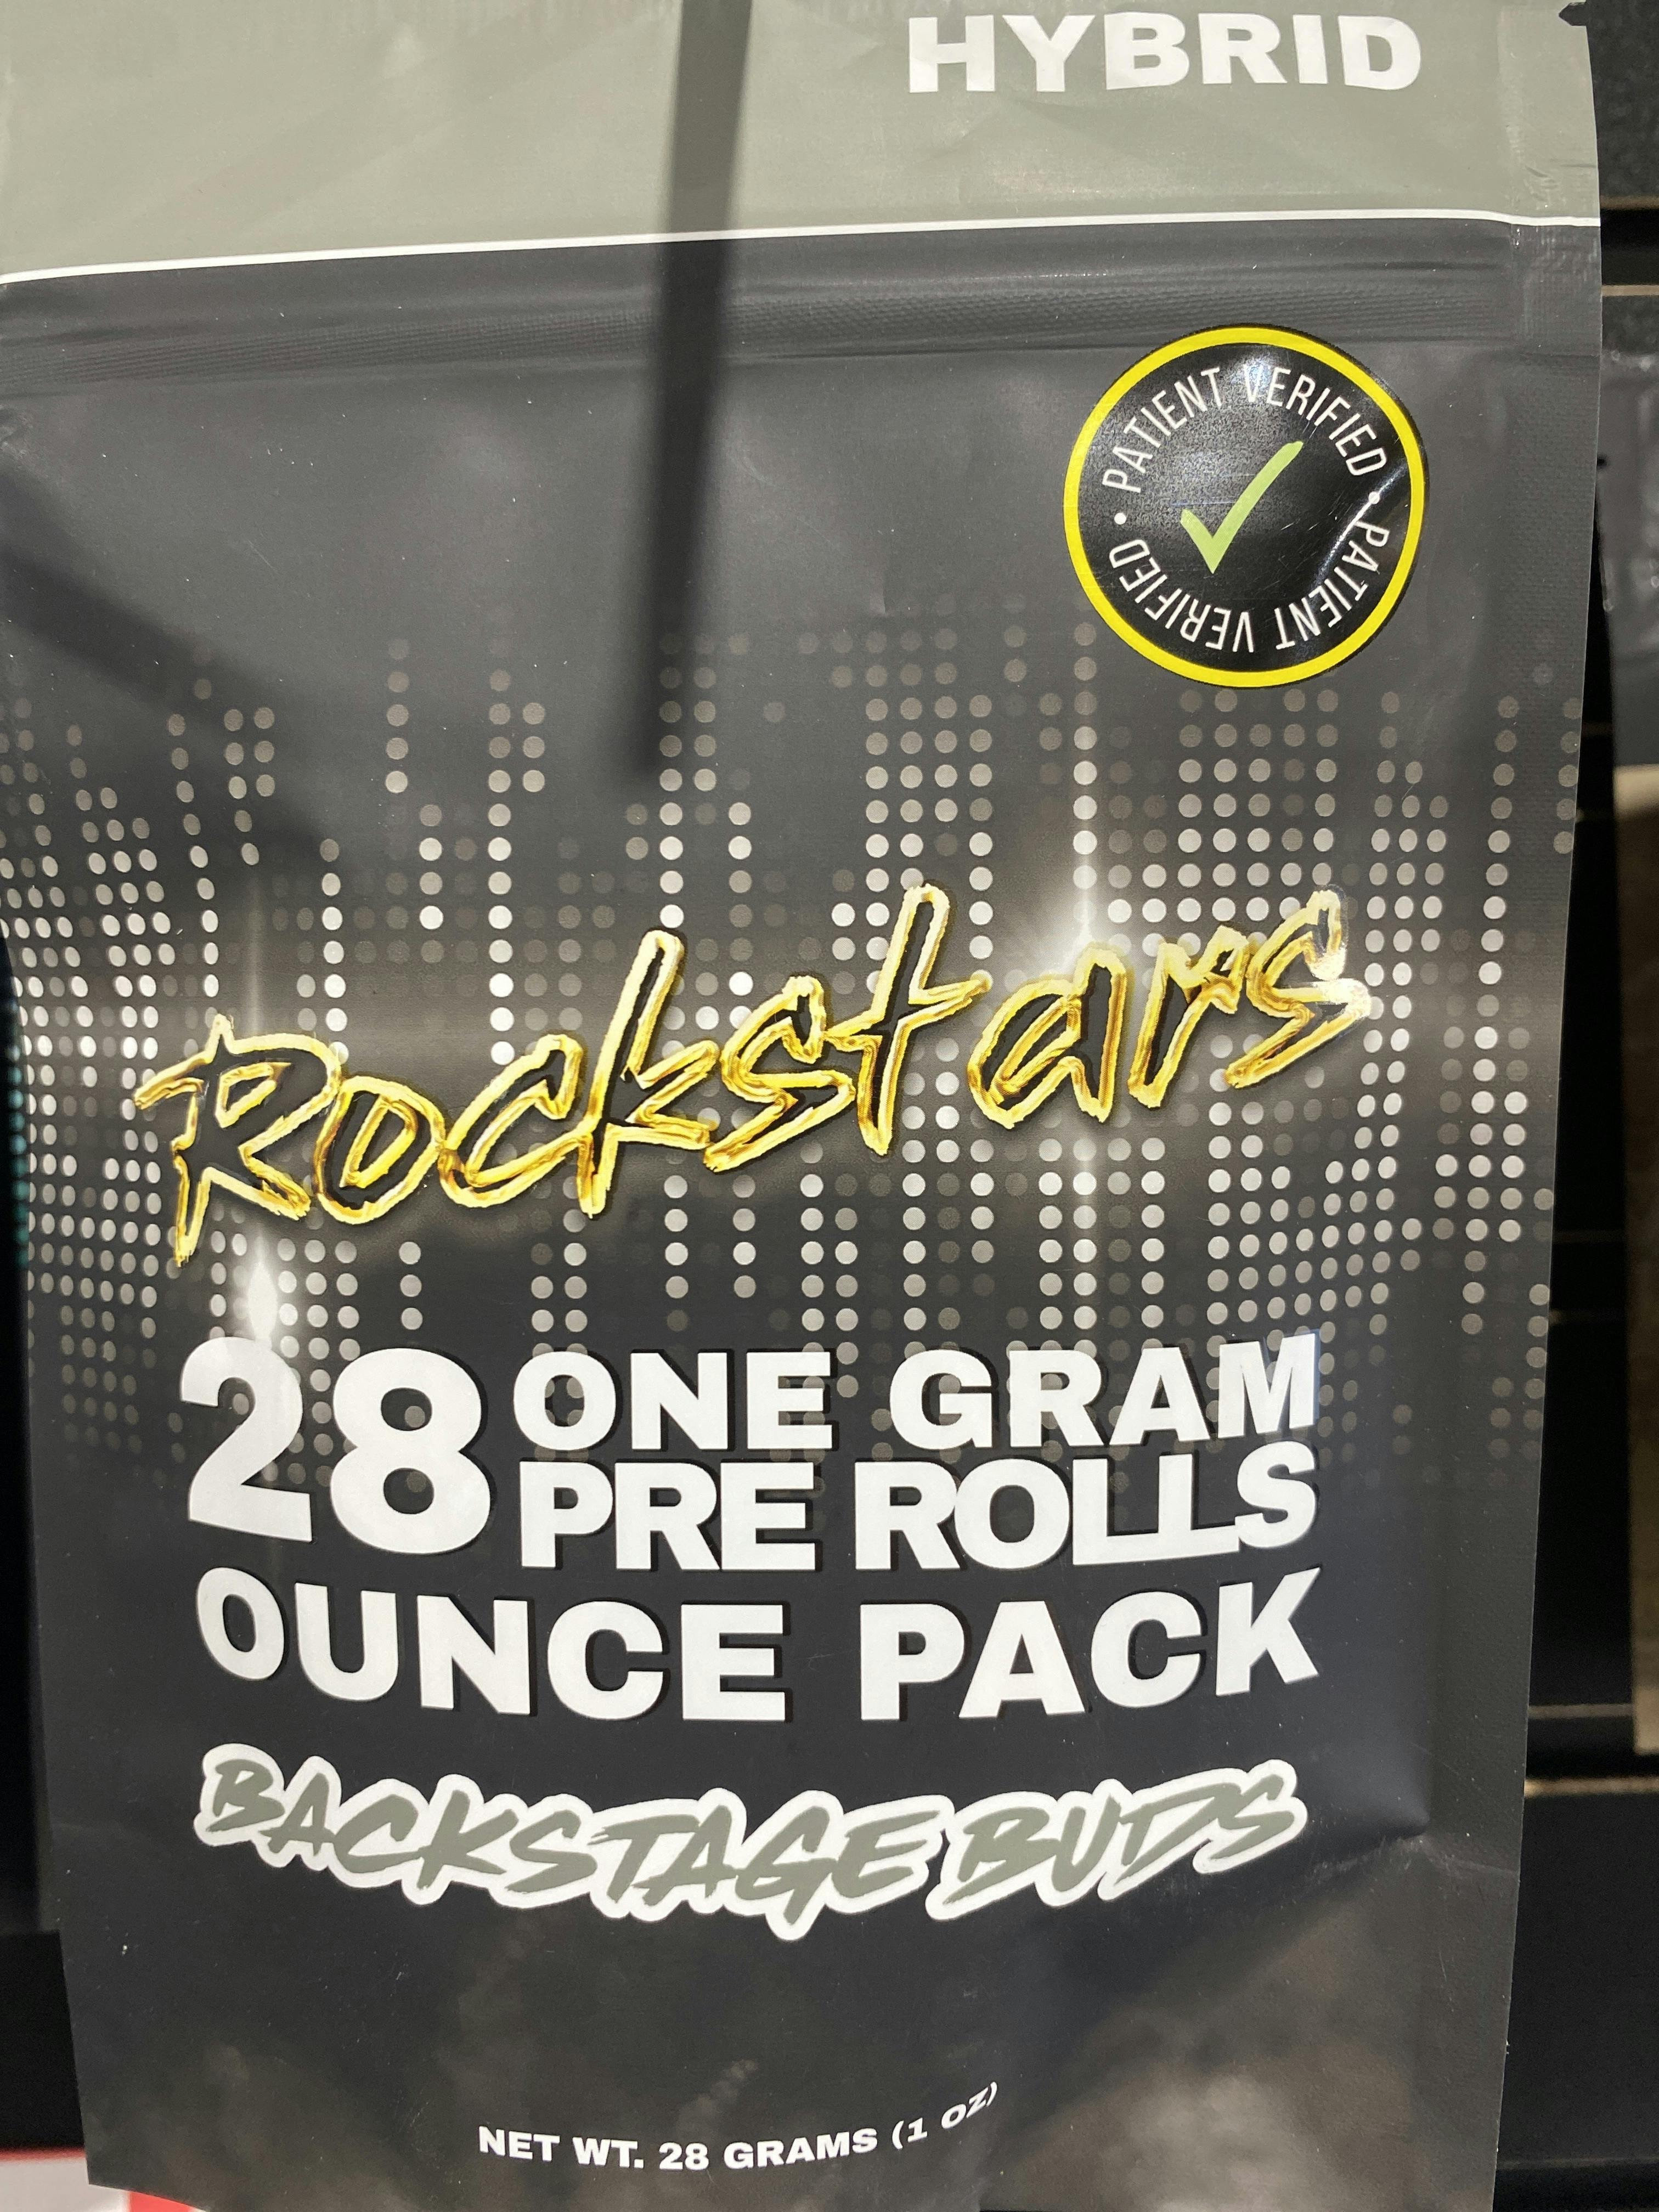 HYBRID
PATIENT VERIFIED • PATIENT VERIFIED •
Rockstars
28 ONE GRAM
PRE ROLLS
OUNCE PACK
BACKSTAGE BUDS
NET WT. 28 GRAMS (1 OZ)